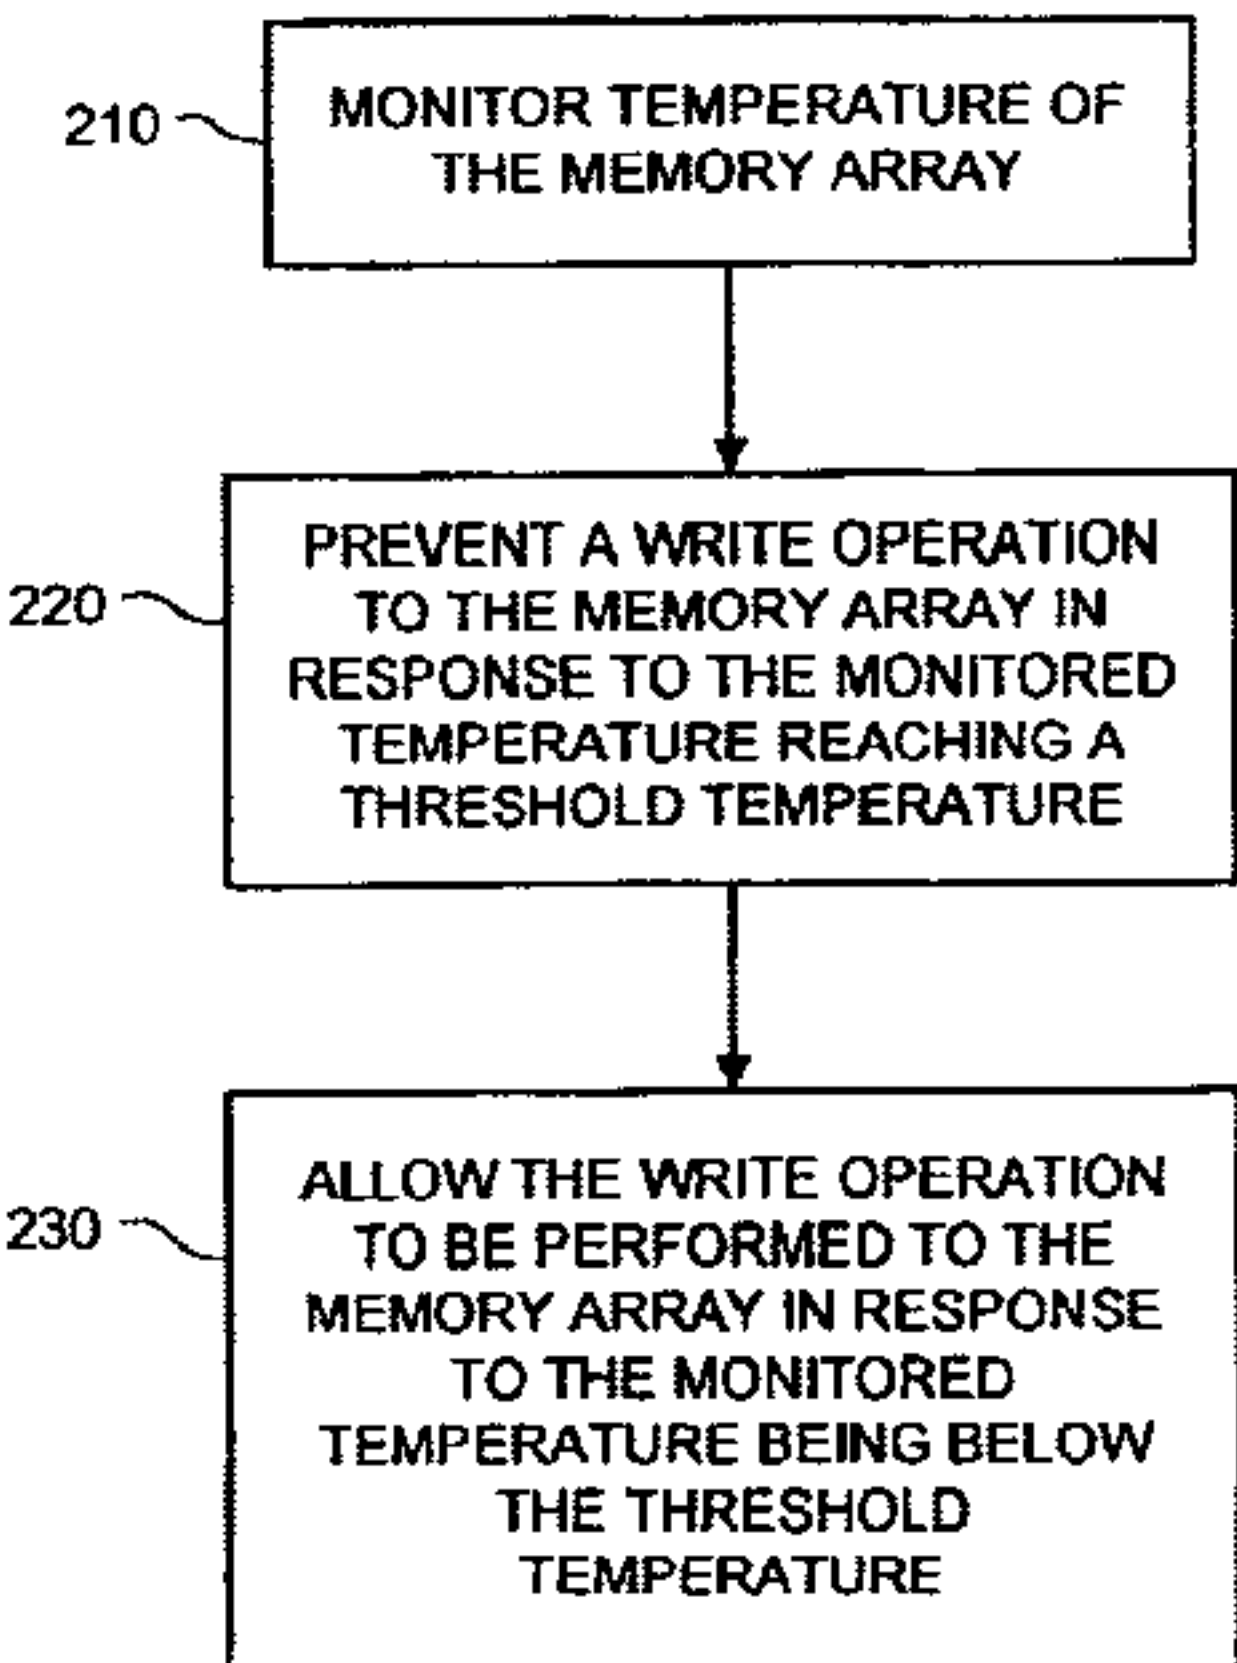 210
MONITOR TEMPERATURE OF
THE MEMORY ARRAY
220
PREVENT A WRITE OPERATION
TO THE MEMORY ARRAY IN
RESPONSE TO THE MONITORED
TEMPERATURE REACHING A
THRESHOLD TEMPERATURE
230
ALLOW THE WRITE OPERATION
TO BE PERFORMED TO THE
MEMORY ARRAY IN RESPONSE
TO THE MONITORED
TEMPERATURE BEING BELOW
THE THRESHOLD
TEMPERATURE